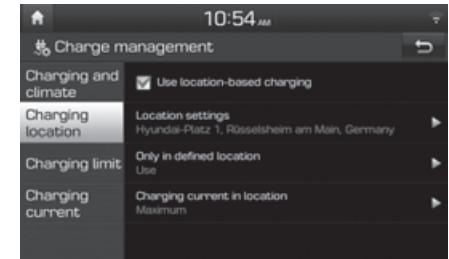 10:54 AM
Charge management
Charging and
climate
Use location-based charging
Charging
location
Location settings
Hyundai-Platz 1, Rüsselsheim am Main, Germany
Charging limit
Only in defined location
Use
Charging
current
Charging current in location
Maximum